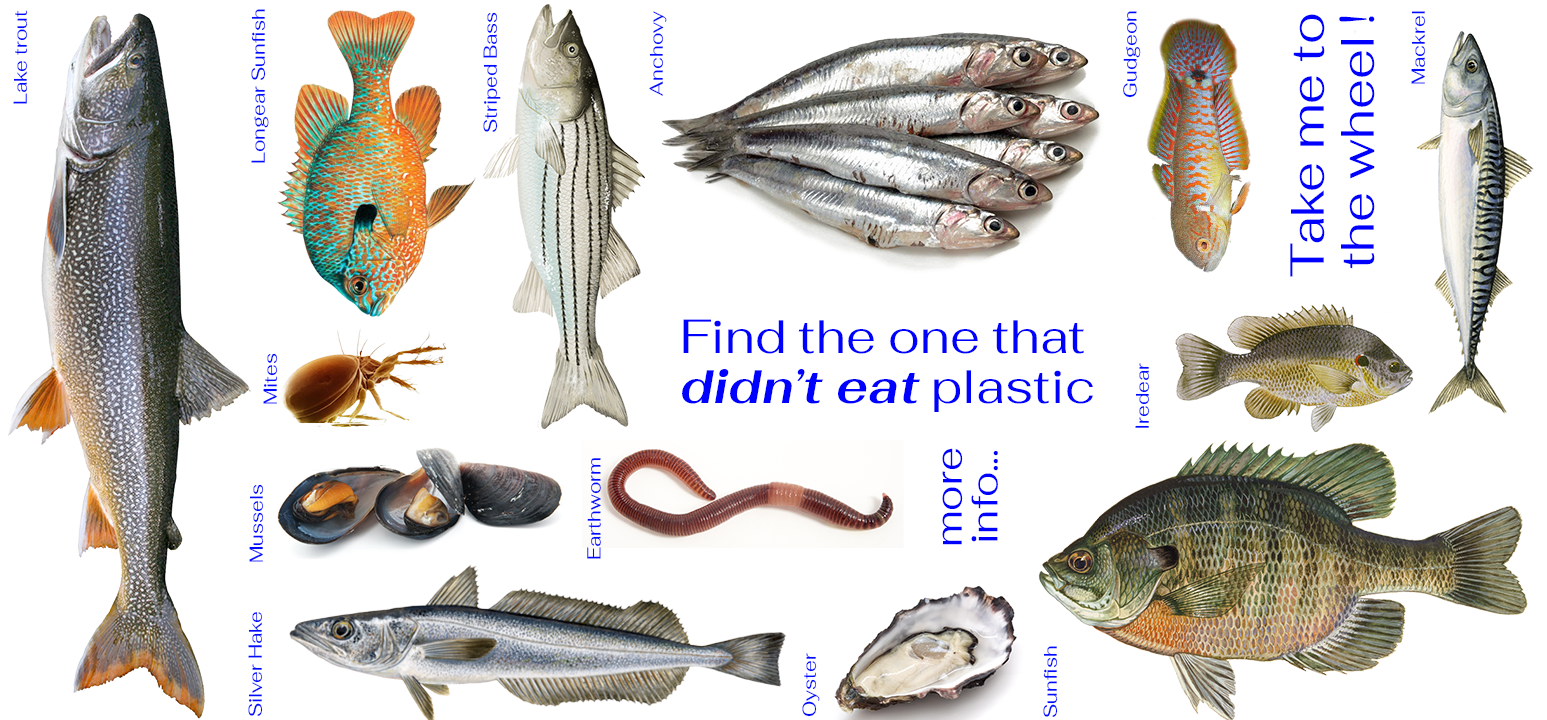 Lake trout
Longear Sunfish
Striped Bass
Anchovy
Gudgeon
Take me to
the wheel !
Mackrel
Mites
Find the one that
didn’t eat plastic
Iredear
Mussels
Earthworm
more
info...
Silver Hake
Oyster
Sunfish